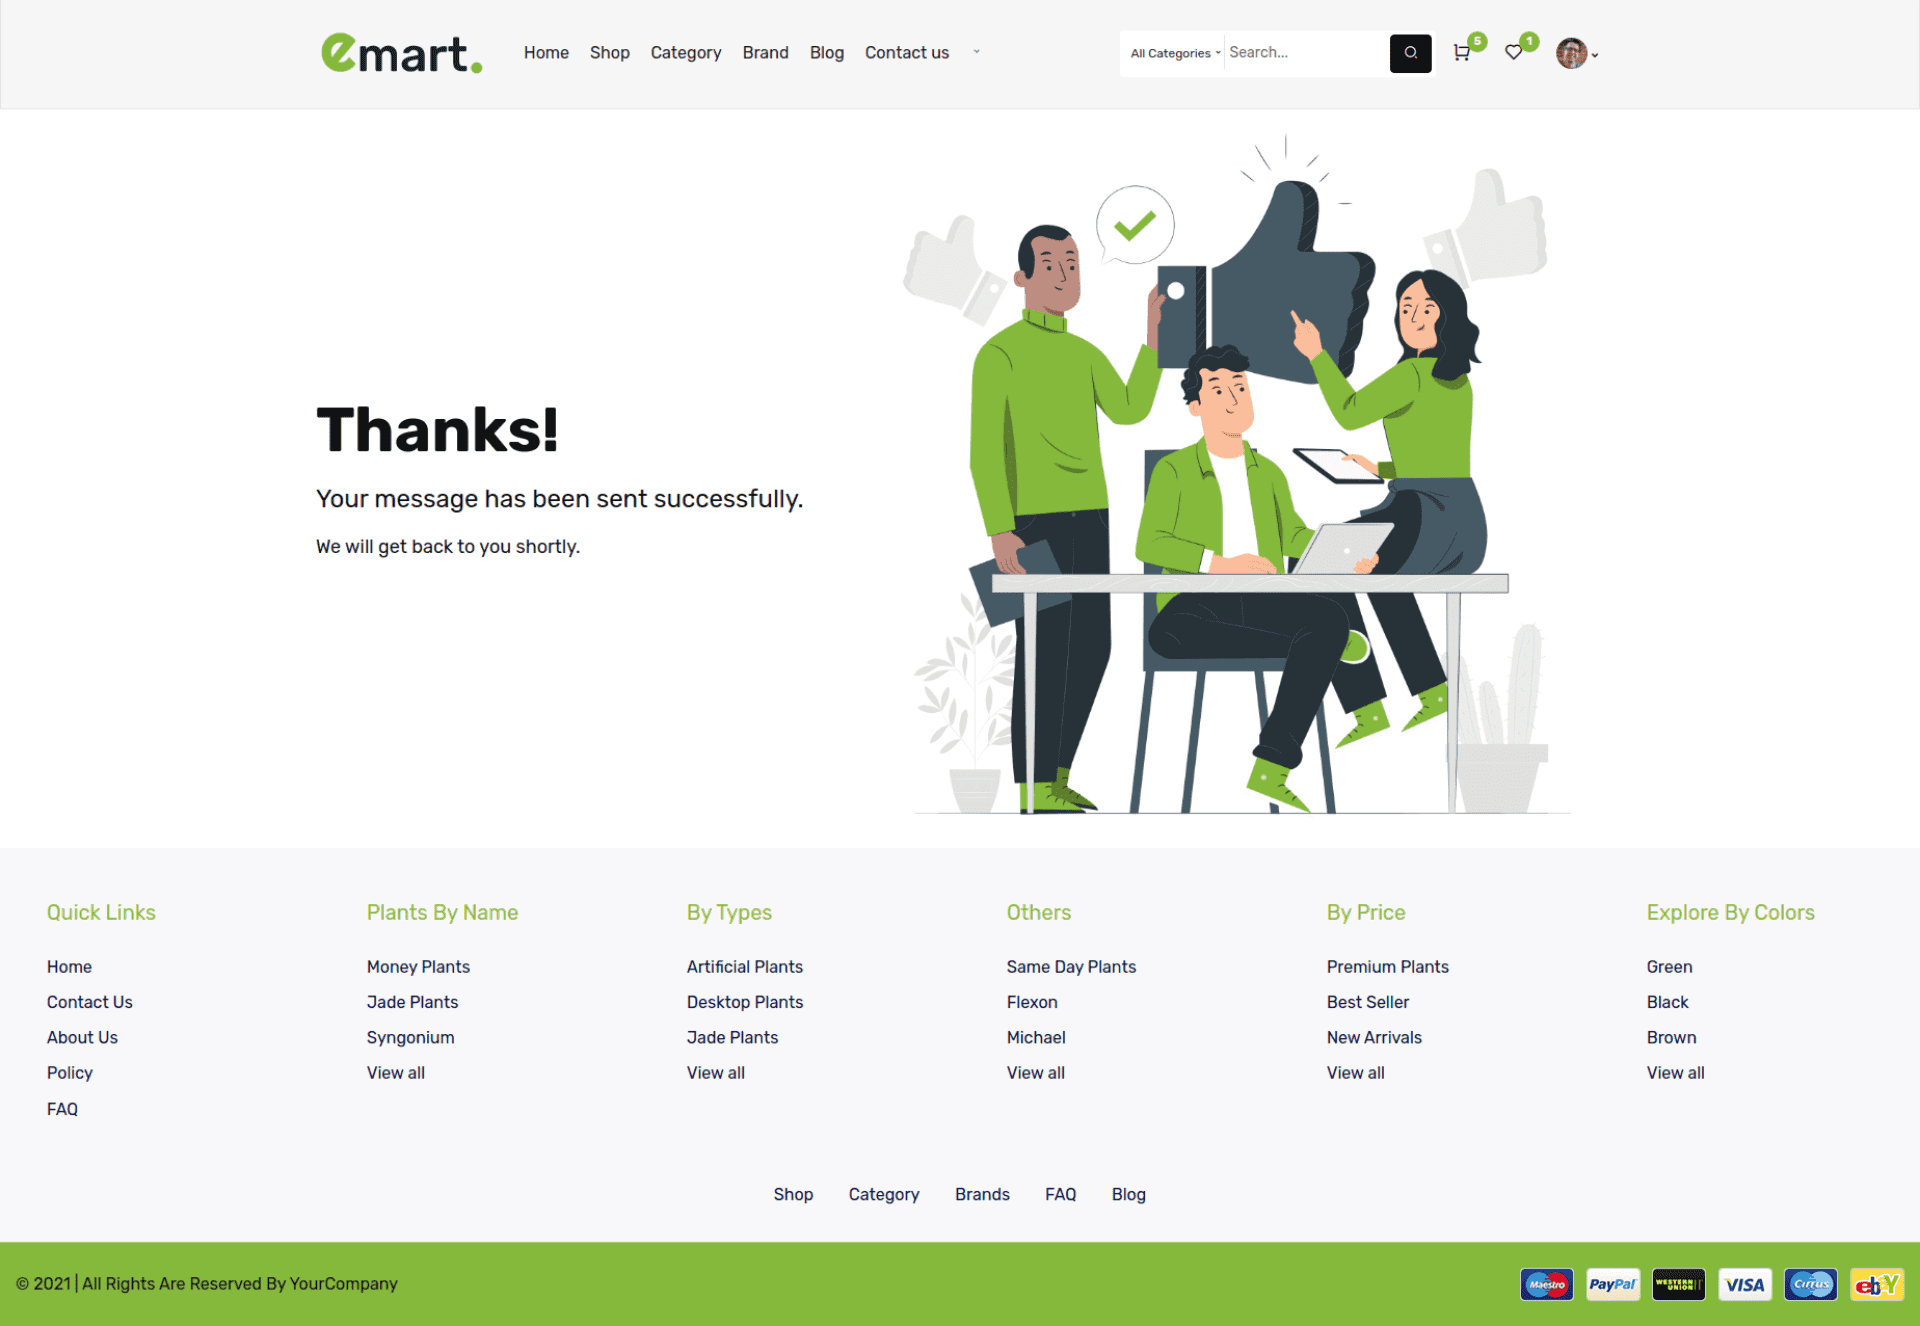 emart.
Home Shop Category Brand Blog Contact us
All Categories Search... 5 1
Thanks!
Your message has been sent successfully.
We will get back to you shortly.
Quick Links
Home
Contact Us
About Us
Policy
FAQ
Plants By Name
Money Plants
Jade Plants
Syngonium
View all
By Types
Artificial Plants
Desktop Plants
Jade Plants
View all
Others
Same Day Plants
Flexon
Michael
View all
By Price
Premium Plants
Best Seller
New Arrivals
View all
Explore By Colors
Green
Black
Brown
View all
Shop Category Brands FAQ Blog
© 2021 | All Rights Are Reserved By YourCompany
Maestro PayPal WESTERN UNION VISA Cirrus ebY